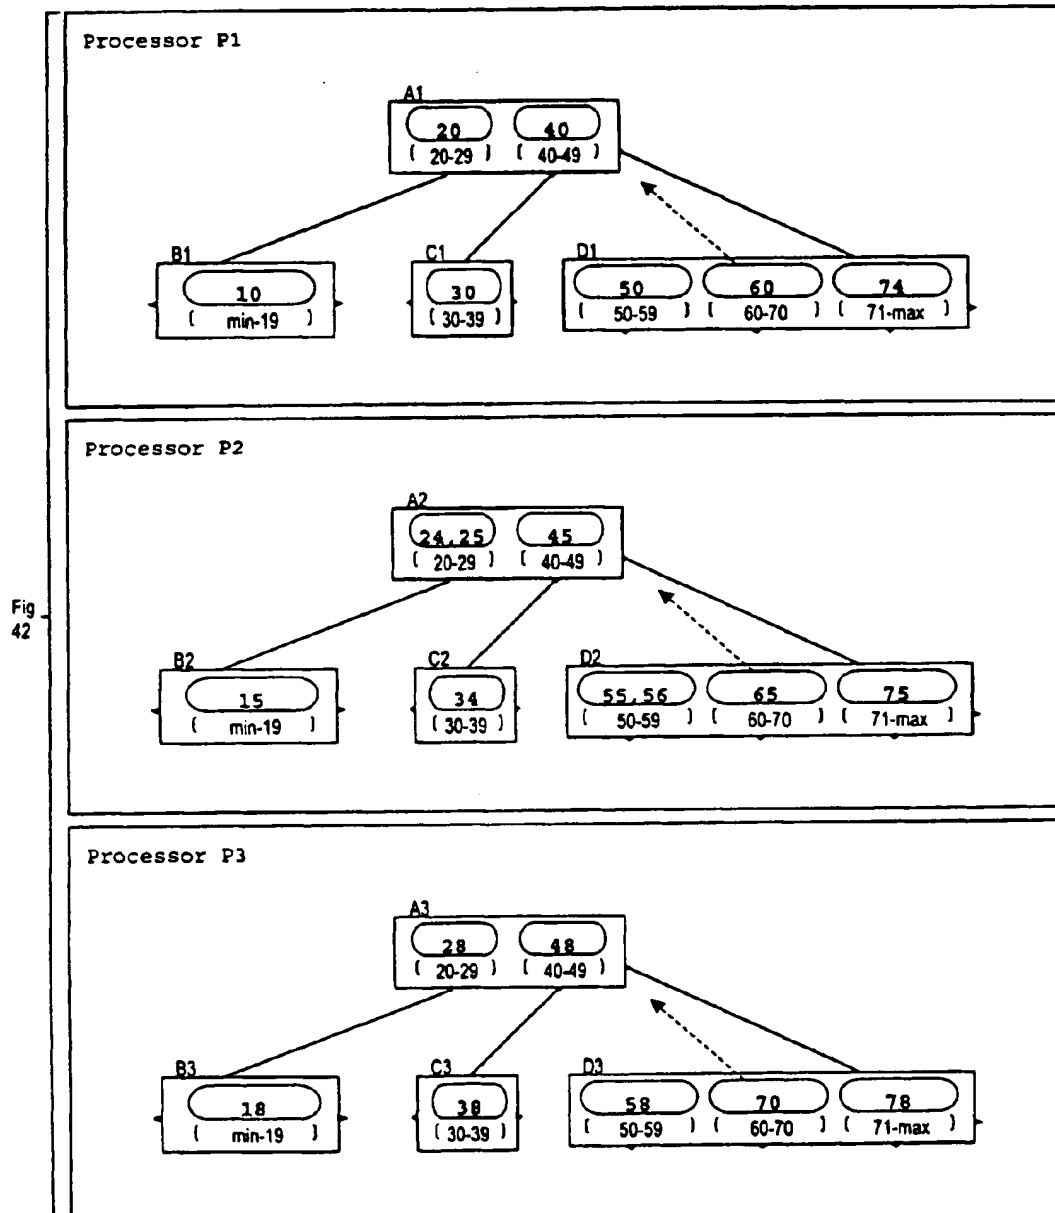 Processor P1
A1
20 40
( 20-29 ) ( 40-49 )
B1 C1 D1
10 30 50 60 74
( min-19 ) ( 30-39 ) ( 50-59 ) ( 60-70 ) ( 71-max )
Processor P2
A2
24,25 45
( 20-29 ) ( 40-49 )
Fig
42
B2 C2 D2
15 34 55,56 65 75
( min-19 ) ( 30-39 ) ( 50-59 ) ( 60-70 ) ( 71-max )
Processor P3
A3
28 48
( 20-29 ) ( 40-49 )
B3 C3 D3
18 38 58 70 78
( min-19 ) ( 30-39 ) ( 50-59 ) ( 60-70 ) ( 71-max )